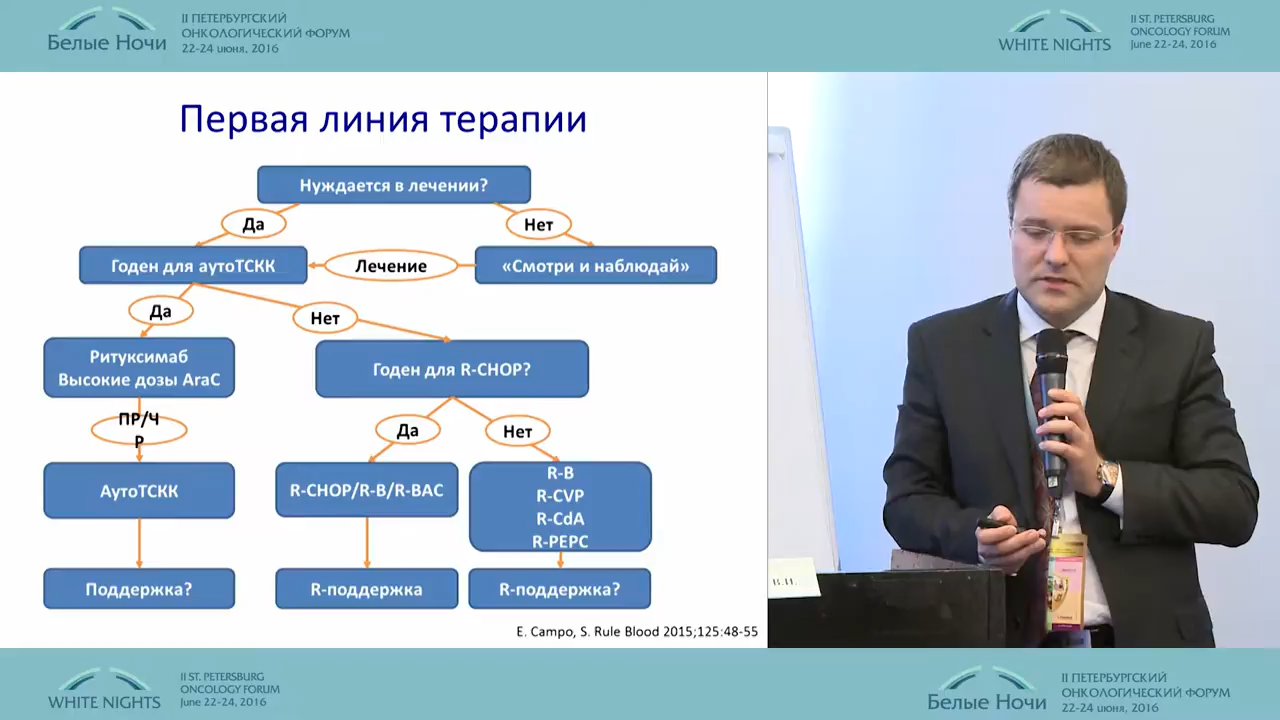 Белые Ночи
II ПЕТЕРБУРГСКИЙ
ОНКОЛОГИЧЕСКИЙ ФОРУМ
22-24 июня, 2016
WHITE NIGHTS
II ST. PETERSBURG
ONCOLOGY FORUM
June 22-24, 2016
Первая линия терапии
Нуждается в лечении?
Да
Нет
Годен для аутоТСКК
Лечение
«Смотри и наблюдай»
Да
Нет
Ритуксимаб
Высокие дозы AraC
Годен для R-CHOP?
ПР/Ч
Р
Да
Нет
АутоТСКК
R-CHOP/R-B/R-BAC
R-B
R-CVP
R-CdA
R-PEPC
Поддержка?
R-поддержка
R-поддержка?
E. Campo, S. Rule Blood 2015;125:48-55
В.И.
WHITE NIGHTS
II ST. PETERSBURG
ONCOLOGY FORUM
June 22-24, 2016
Белые Ночи
II ПЕТЕРБУРГСКИЙ
ОНКОЛОГИЧЕСКИЙ ФОРУМ
22-24 июня, 2016